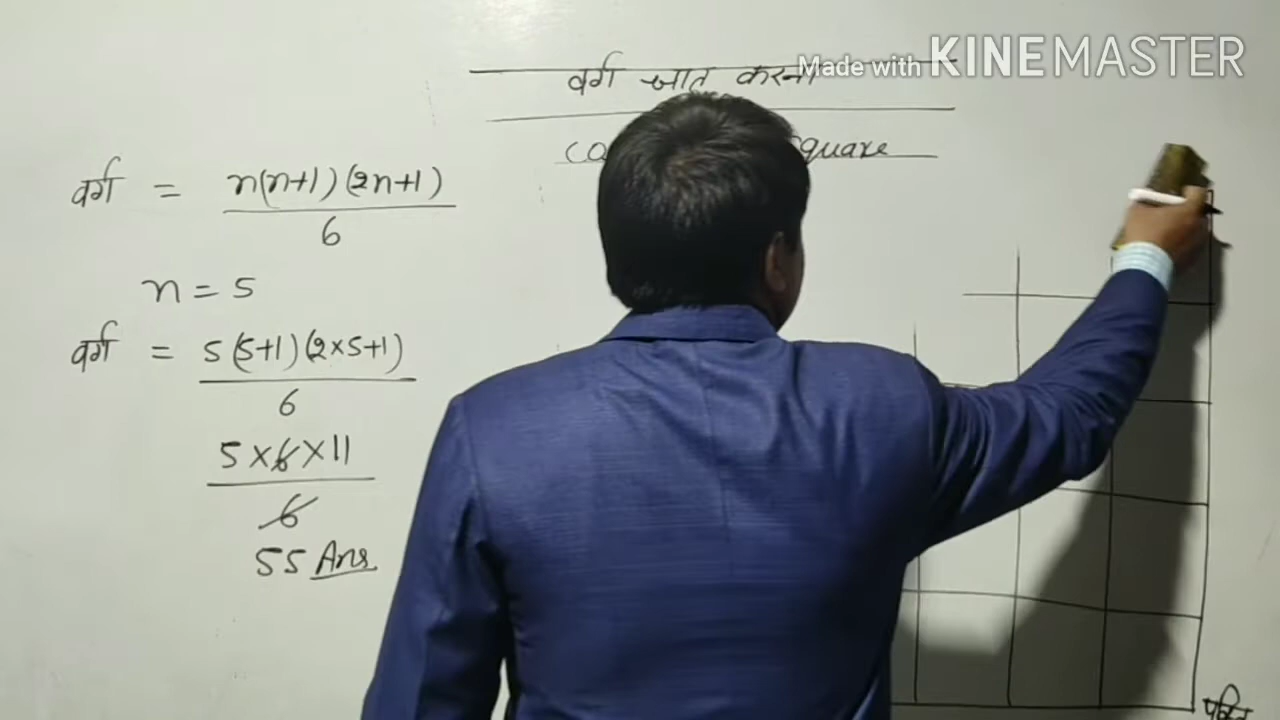 Made with KINEMASTER
वर्ग ज्ञात करना
square
वर्ग = n(n+1)(2n+1)
6
n = 5
वर्ग = 5(5+1)(2×5+1)
6
5×6×11
6
55 Ans